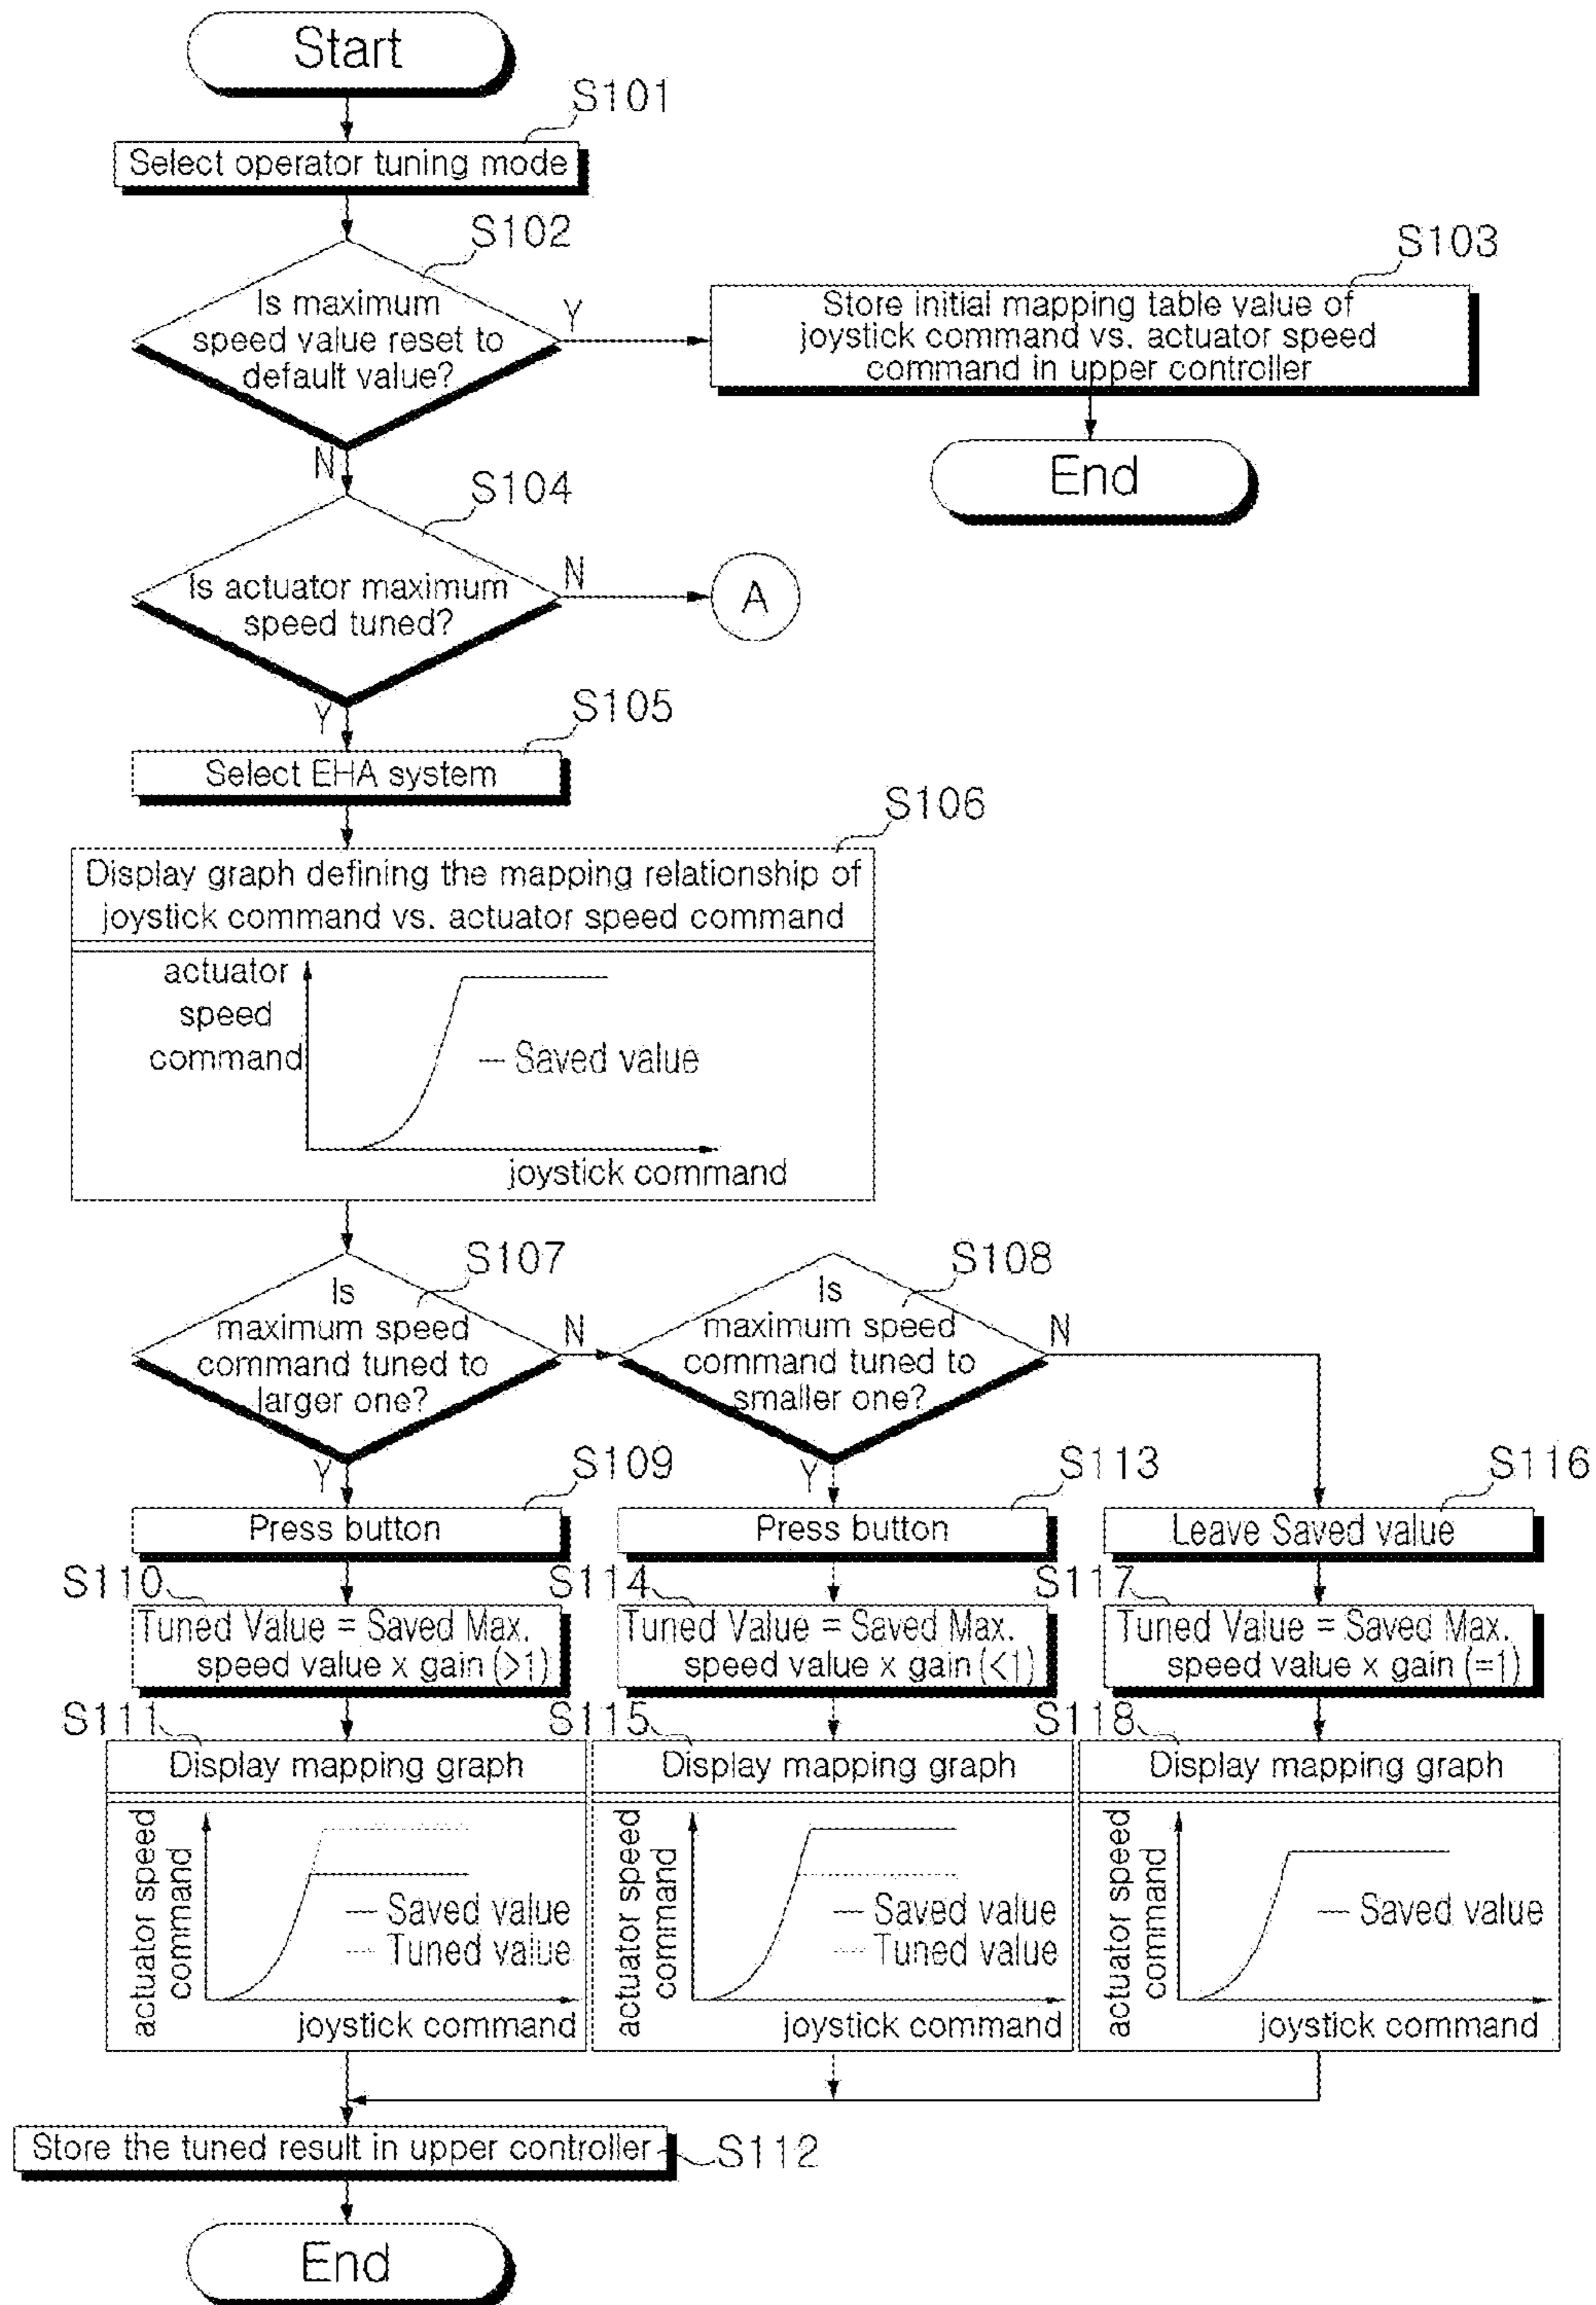 Start
S101
Select operator tuning mode
S102
Is maximum
speed value reset to
default value?
Y
N
S103
Store initial mapping table value of
joystick command vs. actuator speed
command in upper controller
End
S104
Is actuator maximum
speed tuned?
N
A
Y
S105
Select EHA system
S106
Display graph defining the mapping relationship of
joystick command vs. actuator speed command
actuator
speed
command
Saved value
joystick command
S107
Is
maximum speed
command tuned to
larger one?
N
Y
S108
Is
maximum speed
command tuned to
smaller one?
N
Y
S109
Press button
S113
Press button
S116
Leave Saved value
S110
Tuned Value = Saved Max.
speed value x gain (>1)
S114
Tuned Value = Saved Max.
speed value x gain (<1)
S117
Tuned Value = Saved Max.
speed value x gain (=1)
S111
Display mapping graph
actuator speed
command
Saved value
Tuned value
joystick command
S115
Display mapping graph
actuator speed
command
Saved value
Tuned value
joystick command
S118
Display mapping graph
actuator speed
command
Saved value
joystick command
Store the tuned result in upper controller
S112
End